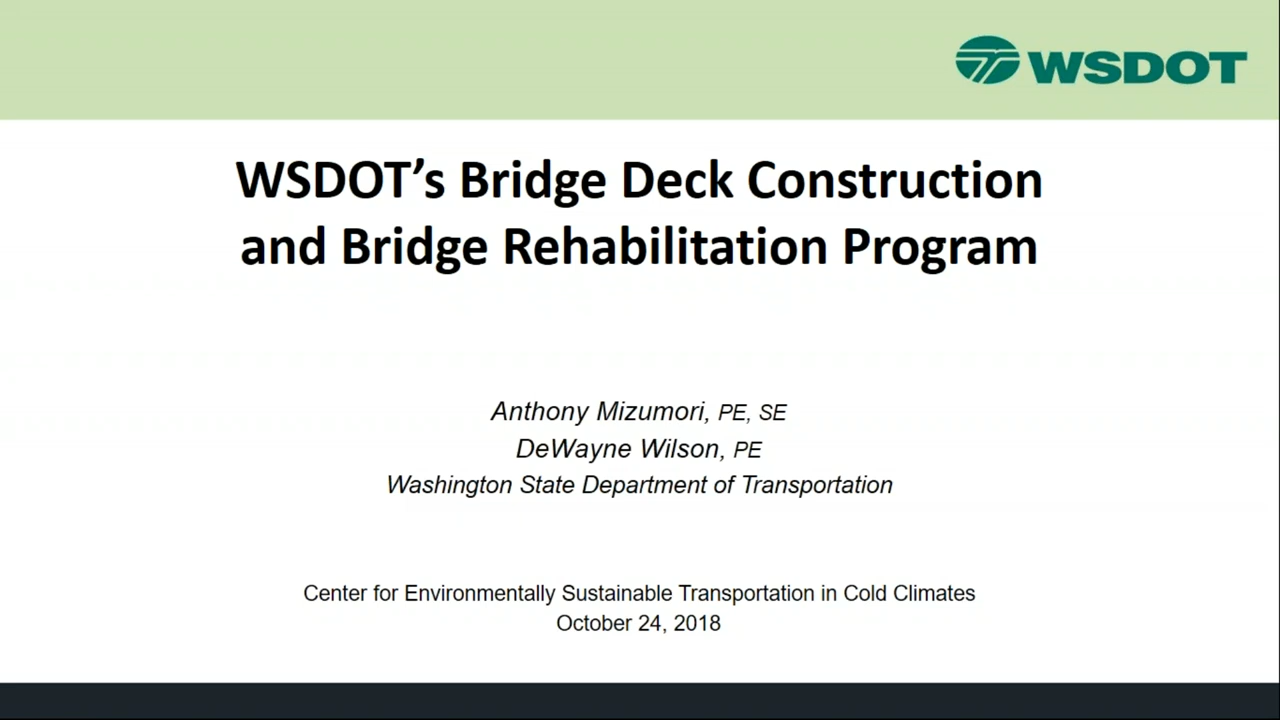 WSDOT
WSDOT’s Bridge Deck Construction
and Bridge Rehabilitation Program
Anthony Mizumori, PE, SE
DeWayne Wilson, PE
Washington State Department of Transportation
Center for Environmentally Sustainable Transportation in Cold Climates
October 24, 2018